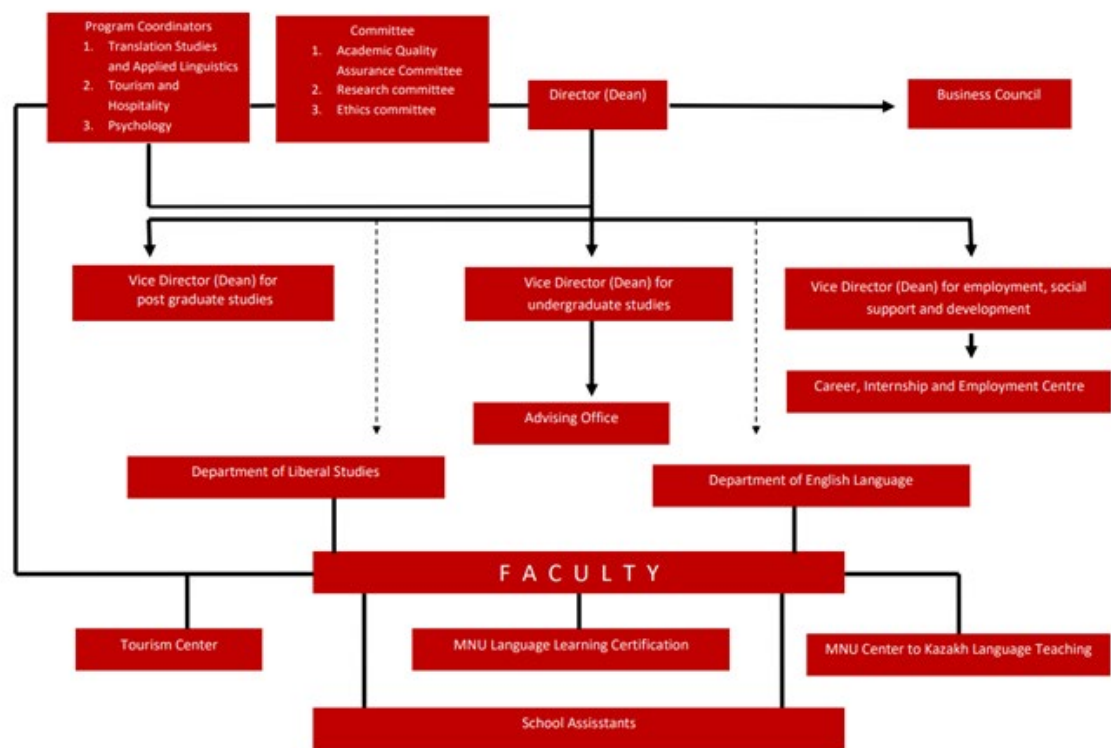 Program Coordinators
1. Translation Studies
and Applied Linguistics
2. Tourism and
Hospitality
3. Psychology
Committee
1. Academic Quality
Assurance Committee
2. Research committee
3. Ethics committee
Director (Dean)
Business Council
Vice Director (Dean) for
post graduate studies
Vice Director (Dean) for
undergraduate studies
Vice Director (Dean) for employment, social
support and development
Career, Internship and Employment Centre
Advising Office
Department of Liberal Studies
Department of English Language
F A C U L T Y
Tourism Center
MNU Language Learning Certification
MNU Center to Kazakh Language Teaching
School Assisstants